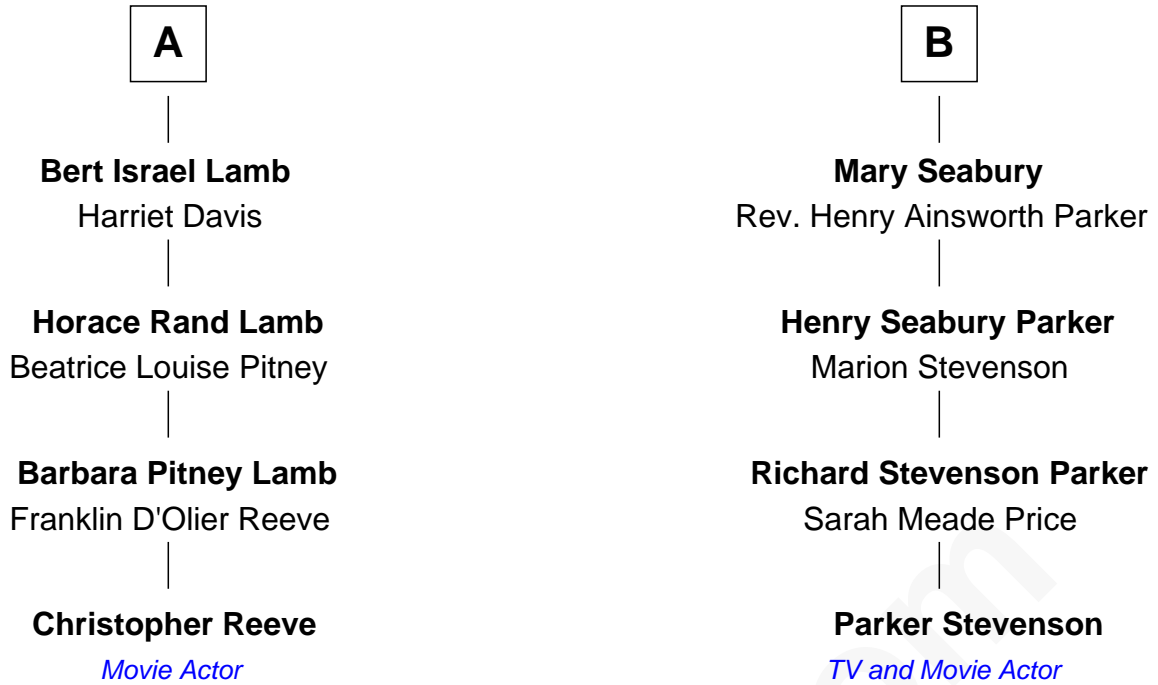 A
Bert Israel Lamb
Harriet Davis
Horace Rand Lamb
Beatrice Louise Pitney
Barbara Pitney Lamb
Franklin D'Olier Reeve
Christopher Reeve
Movie Actor
B
Mary Seabury
Rev. Henry Ainsworth Parker
Henry Seabury Parker
Marion Stevenson
Richard Stevenson Parker
Sarah Meade Price
Parker Stevenson
TV and Movie Actor